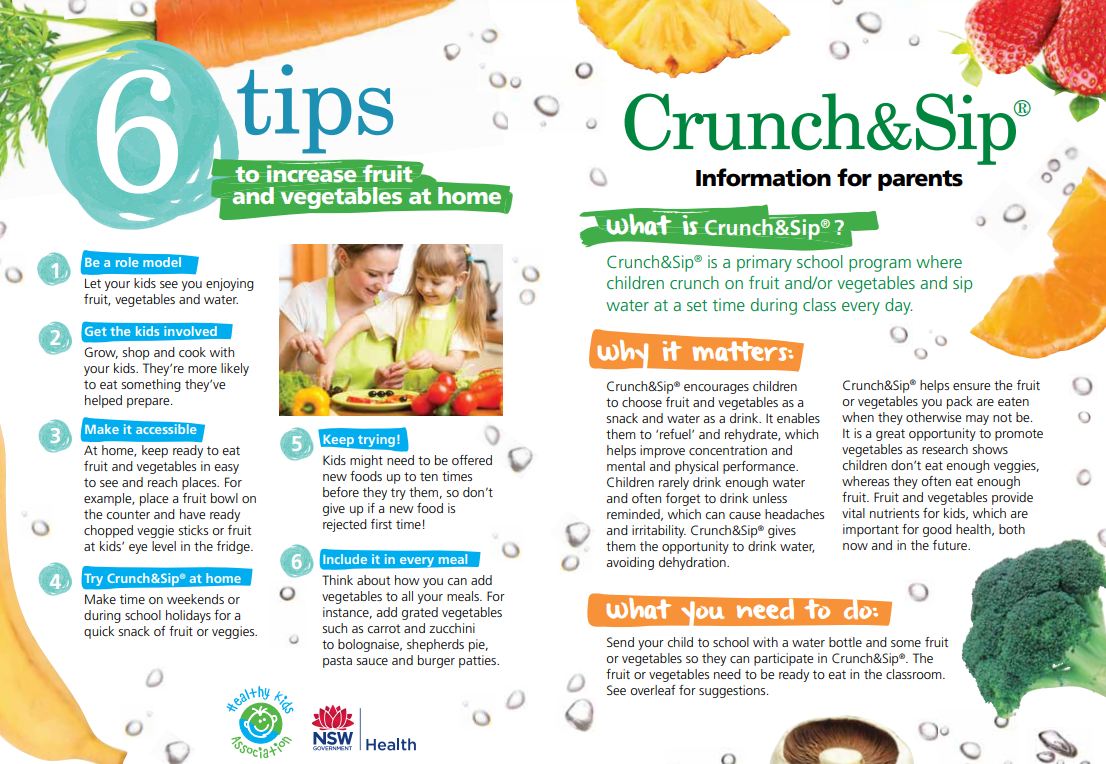 6 tips
to increase fruit
and vegetables at home
1 Be a role model
Let your kids see you enjoying
fruit, vegetables and water.
2 Get the kids involved
Grow, shop and cook with
your kids. They’re more likely
to eat something they’ve
helped prepare.
3 Make it accessible
At home, keep ready to eat
fruit and vegetables in easy
to see and reach places. For
example, place a fruit bowl on
the counter and have ready
chopped veggie sticks or fruit
at kids’ eye level in the fridge.
4 Try Crunch&Sip® at home
Make time on weekends or
during school holidays for a
quick snack of fruit or veggies.
5 Keep trying!
Kids might need to be offered
new foods up to ten times
before they try them, so don’t
give up if a new food is
rejected first time!
6 Include it in every meal
Think about how you can add
vegetables to all your meals. For
instance, add grated vegetables
such as carrot and zucchini
to bolognaise, shepherds pie,
pasta sauce and burger patties.
Healthy Kids
Association
NSW
GOVERNMENT
Health
Crunch&Sip®
Information for parents
What is Crunch&Sip®?
Crunch&Sip® is a primary school program where
children crunch on fruit and/or vegetables and sip
water at a set time during class every day.
Why it matters:
Crunch&Sip® encourages children
to choose fruit and vegetables as a
snack and water as a drink. It enables
them to ‘refuel’ and rehydrate, which
helps improve concentration and
mental and physical performance.
Children rarely drink enough water
and often forget to drink unless
reminded, which can cause headaches
and irritability. Crunch&Sip® gives
them the opportunity to drink water,
avoiding dehydration.
Crunch&Sip® helps ensure the fruit
or vegetables you pack are eaten
when they otherwise may not be.
It is a great opportunity to promote
vegetables as research shows
children don’t eat enough veggies,
whereas they often eat enough
fruit. Fruit and vegetables provide
vital nutrients for kids, which are
important for good health, both
now and in the future.
What you need to do:
Send your child to school with a water bottle and some fruit
or vegetables so they can participate in Crunch&Sip®. The
fruit or vegetables need to be ready to eat in the classroom.
See overleaf for suggestions.